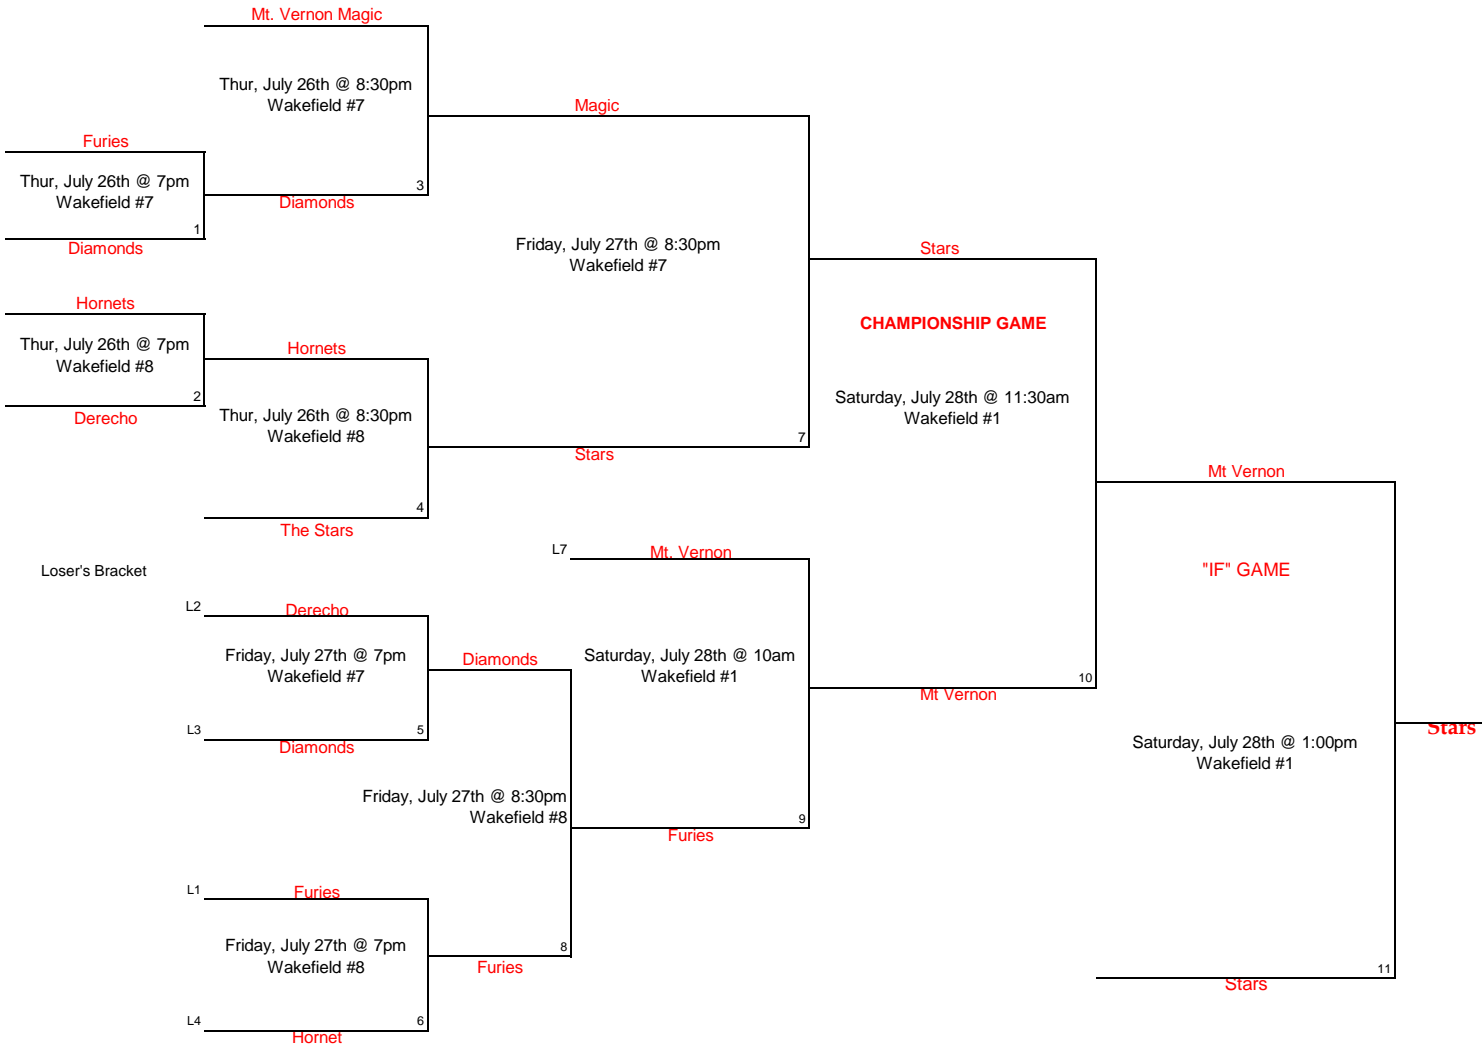 Mt. Vernon Magic
Thur, July 26th @ 8:30pm
Wakefield #7
Magic
Furies
Thur, July 26th @ 7pm
Wakefield #7
3
Diamonds
1
Diamonds
Friday, July 27th @ 8:30pm
Wakefield #7
Stars
Hornets
CHAMPIONSHIP GAME
Thur, July 26th @ 7pm
Wakefield #8
Hornets
2
Derecho
Thur, July 26th @ 8:30pm
Wakefield #8
Saturday, July 28th @ 11:30am
Wakefield #1
7
Stars
Mt Vernon
4
The Stars
L7
Mt. Vernon
Loser's Bracket
"IF" GAME
L2
Derecho
Friday, July 27th @ 7pm
Wakefield #7
Diamonds
Saturday, July 28th @ 10am
Wakefield #1
10
Mt Vernon
L3
5
Diamonds
Stars
Saturday, July 28th @ 1:00pm
Wakefield #1
Friday, July 27th @ 8:30pm
Wakefield #8
9
Furies
L1
Furies
Friday, July 27th @ 7pm
Wakefield #8
8
Furies
11
Stars
L4
6
Hornet